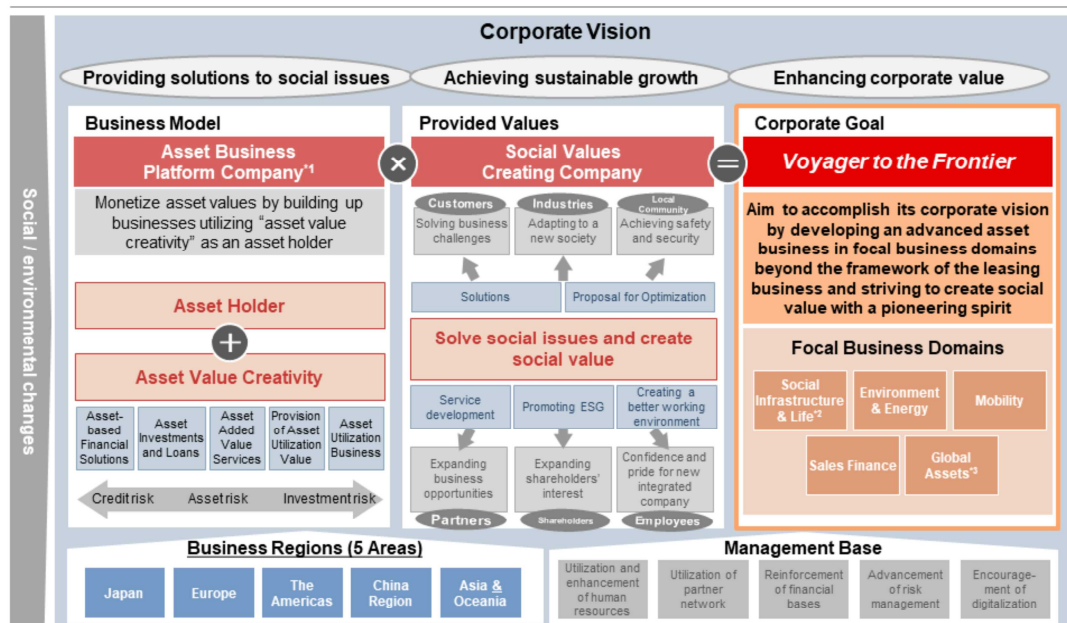 Corporate Vision
Providing solutions to social issues
Achieving sustainable growth
Enhancing corporate value
Social / environmental changes
Business Model
Asset Business
Platform Company*1
Monetize asset values by building up
businesses utilizing “asset value
creativity” as an asset holder
Asset Holder
+
Asset Value Creativity
Asset-
based
Financial
Solutions
Asset
Investments
and Loans
Asset
Added
Value
Services
Provision
of Asset
Utilization
Value
Asset
Utilization
Business
Credit risk
Asset risk
Investment risk
×
Provided Values
Social Values
Creating Company
Customers
Solving business
challenges
Industries
Adapting to a
new society
Local
Community
Achieving safety
and security
Solutions
Proposal for Optimization
Solve social issues and create
social value
Service
development
Promoting ESG
Creating a
better working
environment
Expanding
business
opportunities
Partners
Expanding
shareholders’
interest
Shareholders
Confidence and
pride for new
integrated
company
Employees
=
Corporate Goal
Voyager to the Frontier
Aim to accomplish its corporate vision
by developing an advanced asset
business in focal business domains
beyond the framework of the leasing
business and striving to create social
value with a pioneering spirit
Focal Business Domains
Social
Infrastructure
& Life*2
Environment
& Energy
Mobility
Sales Finance
Global
Assets*3
Business Regions (5 Areas)
Japan
Europe
The
Americas
China
Region
Asia &
Oceania
Management Base
Utilization and
enhancement
of human
resources
Utilization of
partner
network
Reinforcement
of financial
bases
Advancement
of risk
management
Encourage-
ment of
digitalization